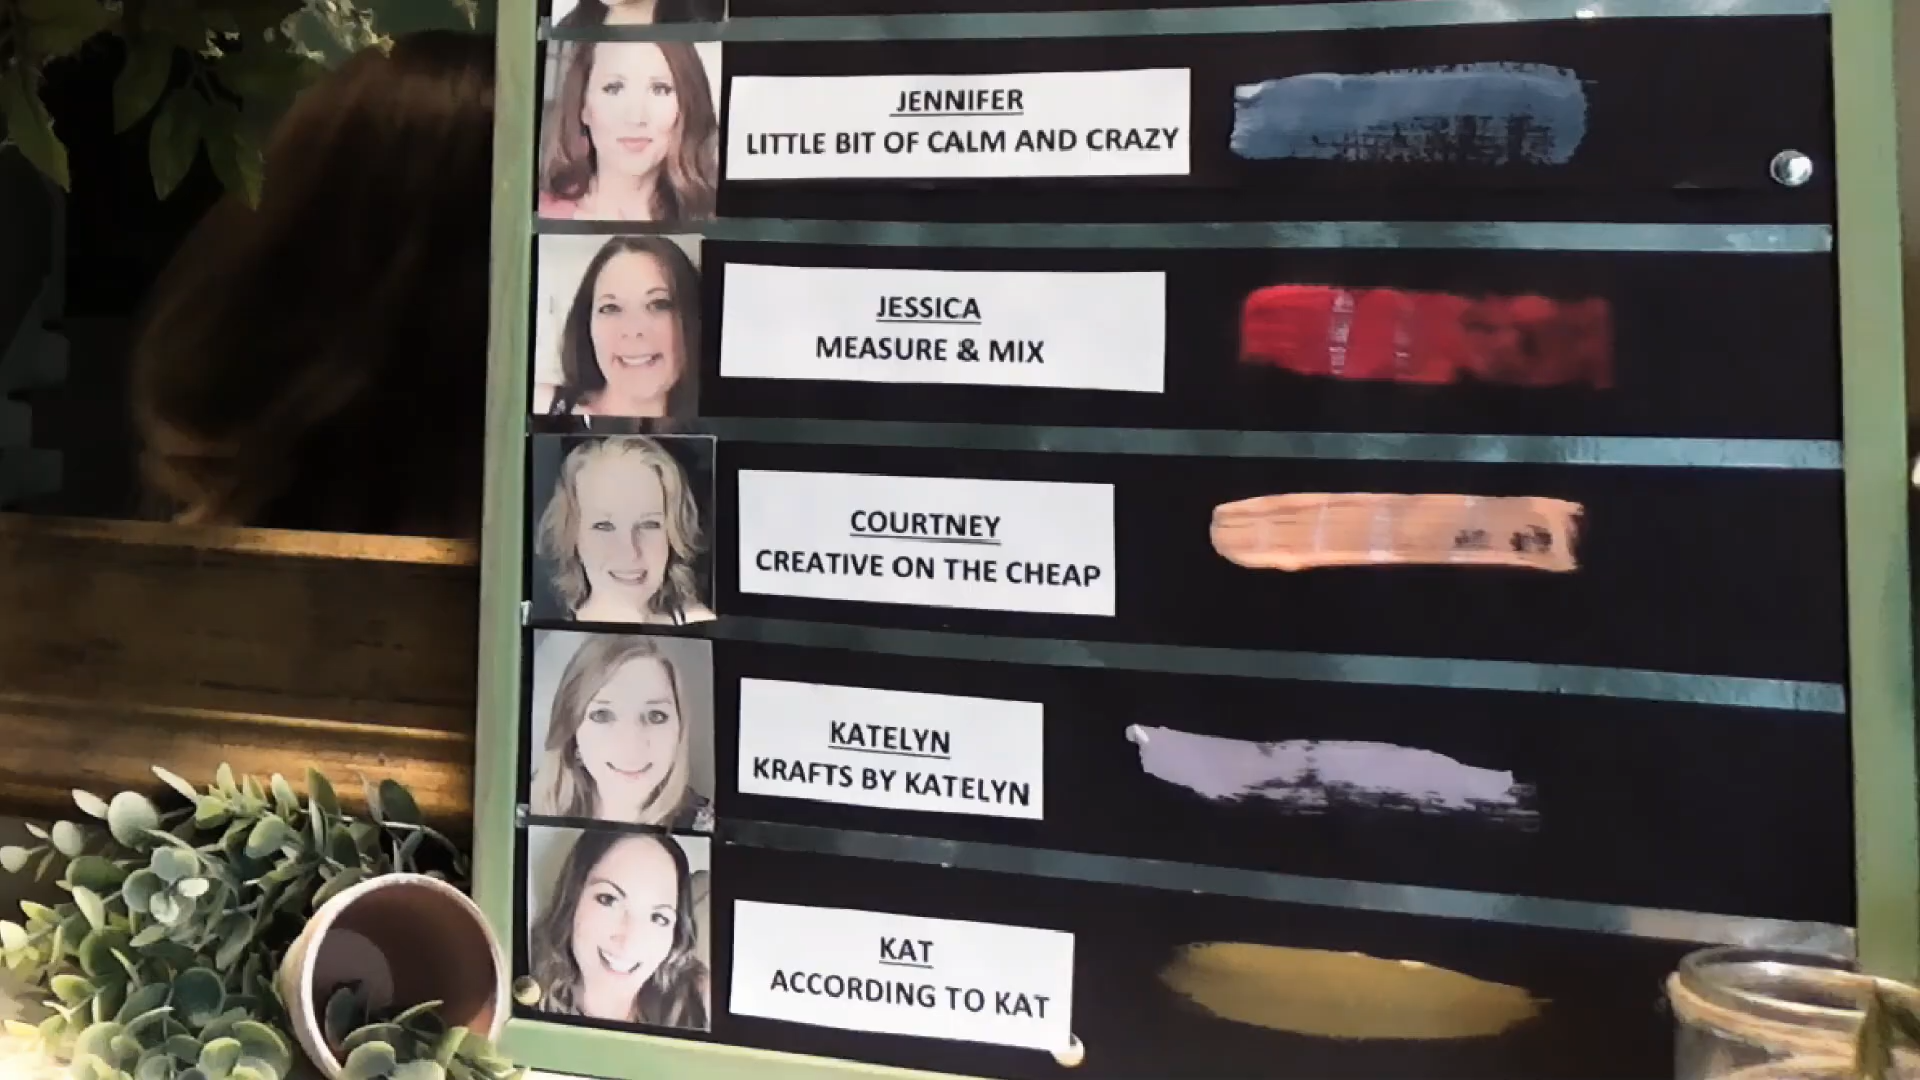 JENNIFER
LITTLE BIT OF CALM AND CRAZY
JESSICA
MEASURE & MIX
COURTNEY
CREATIVE ON THE CHEAP
KATELYN
KRAFTS BY KATELYN
KAT
ACCORDING TO KAT